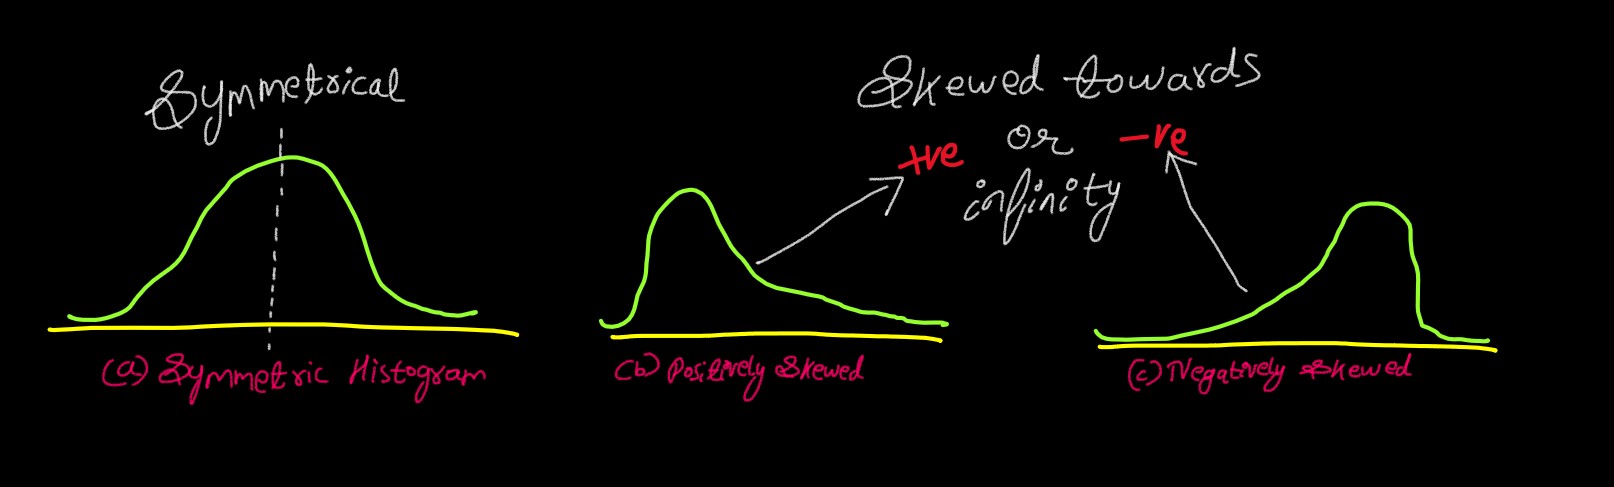 Symmetrical
Skewed towards
+ve or -ve
infinity
(a) Symmetric Histogram
(b) Positively Skewed
(c) Negatively Skewed